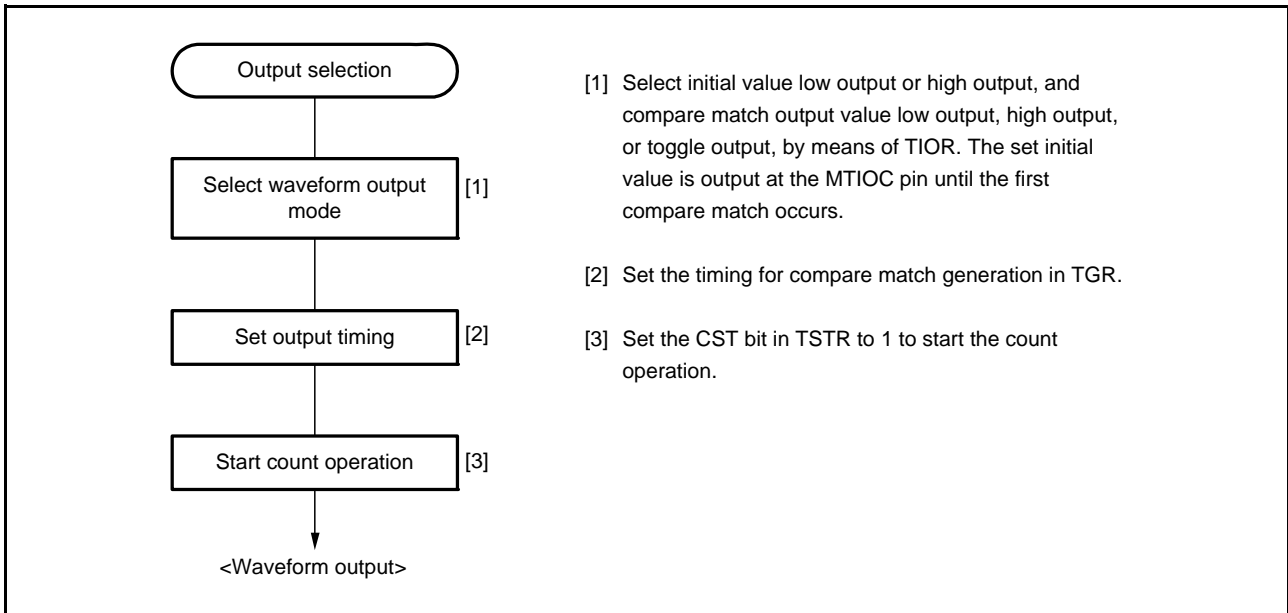 Output selection
Select waveform output
mode
[1]
Set output timing
[2]
Start count operation
[3]
<Waveform output>
[1] Select initial value low output or high output, and
compare match output value low output, high output,
or toggle output, by means of TIOR. The set initial
value is output at the MTIOC pin until the first
compare match occurs.
[2] Set the timing for compare match generation in TGR.
[3] Set the CST bit in TSTR to 1 to start the count
operation.